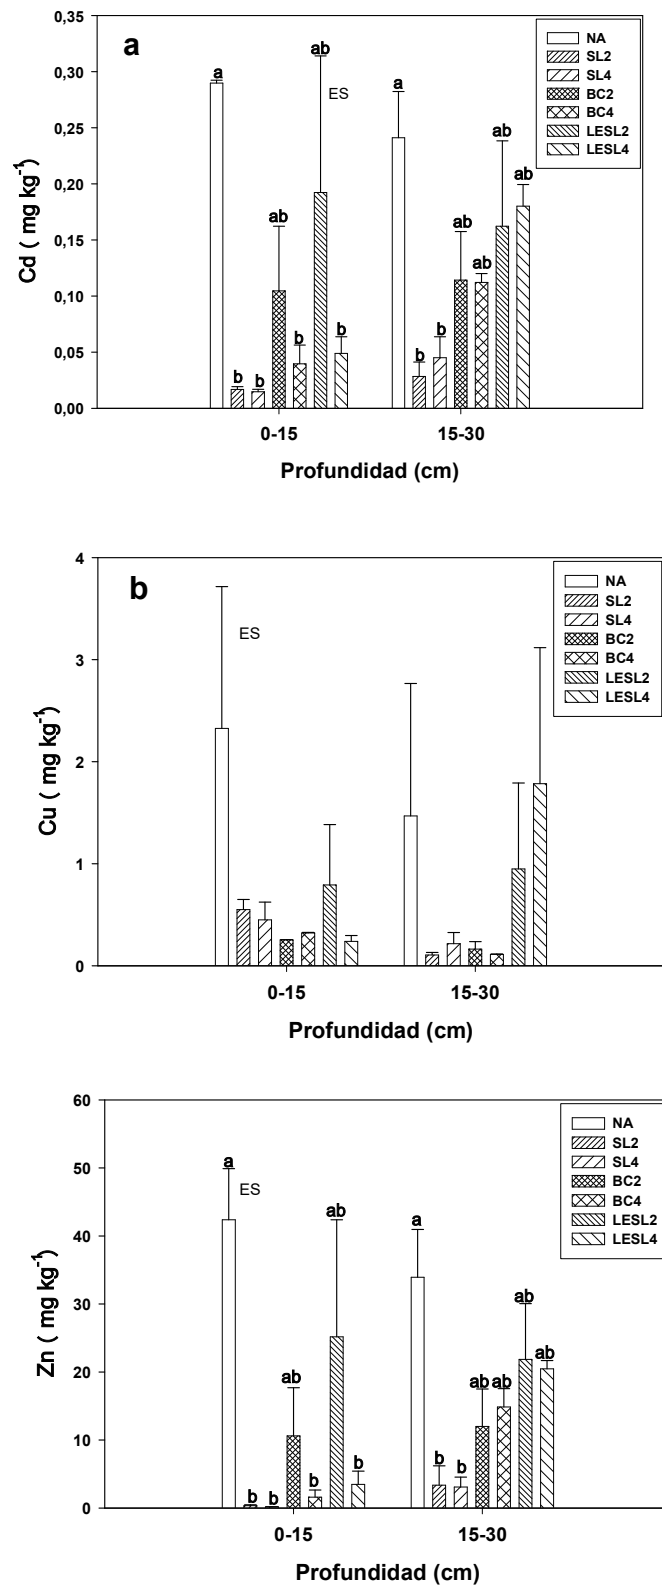 a
Cd ( mg kg-1)
0,35
0,30
0,25
0,20
0,15
0,10
0,05
0,00
NA
SL2
SL4
BC2
BC4
LESL2
LESL4
ES
a
b
b
ab
b
ab
b
a
b
b
ab
ab
ab
ab
0-15
15-30
Profundidad (cm)
b
Cu ( mg kg-1)
4
3
2
1
0
NA
SL2
SL4
BC2
BC4
LESL2
LESL4
ES
0-15
15-30
Profundidad (cm)
Zn ( mg kg-1)
60
50
40
30
20
10
0
NA
SL2
SL4
BC2
BC4
LESL2
LESL4
ES
a
b
b
ab
b
ab
b
a
b
b
ab
ab
ab
ab
0-15
15-30
Profundidad (cm)